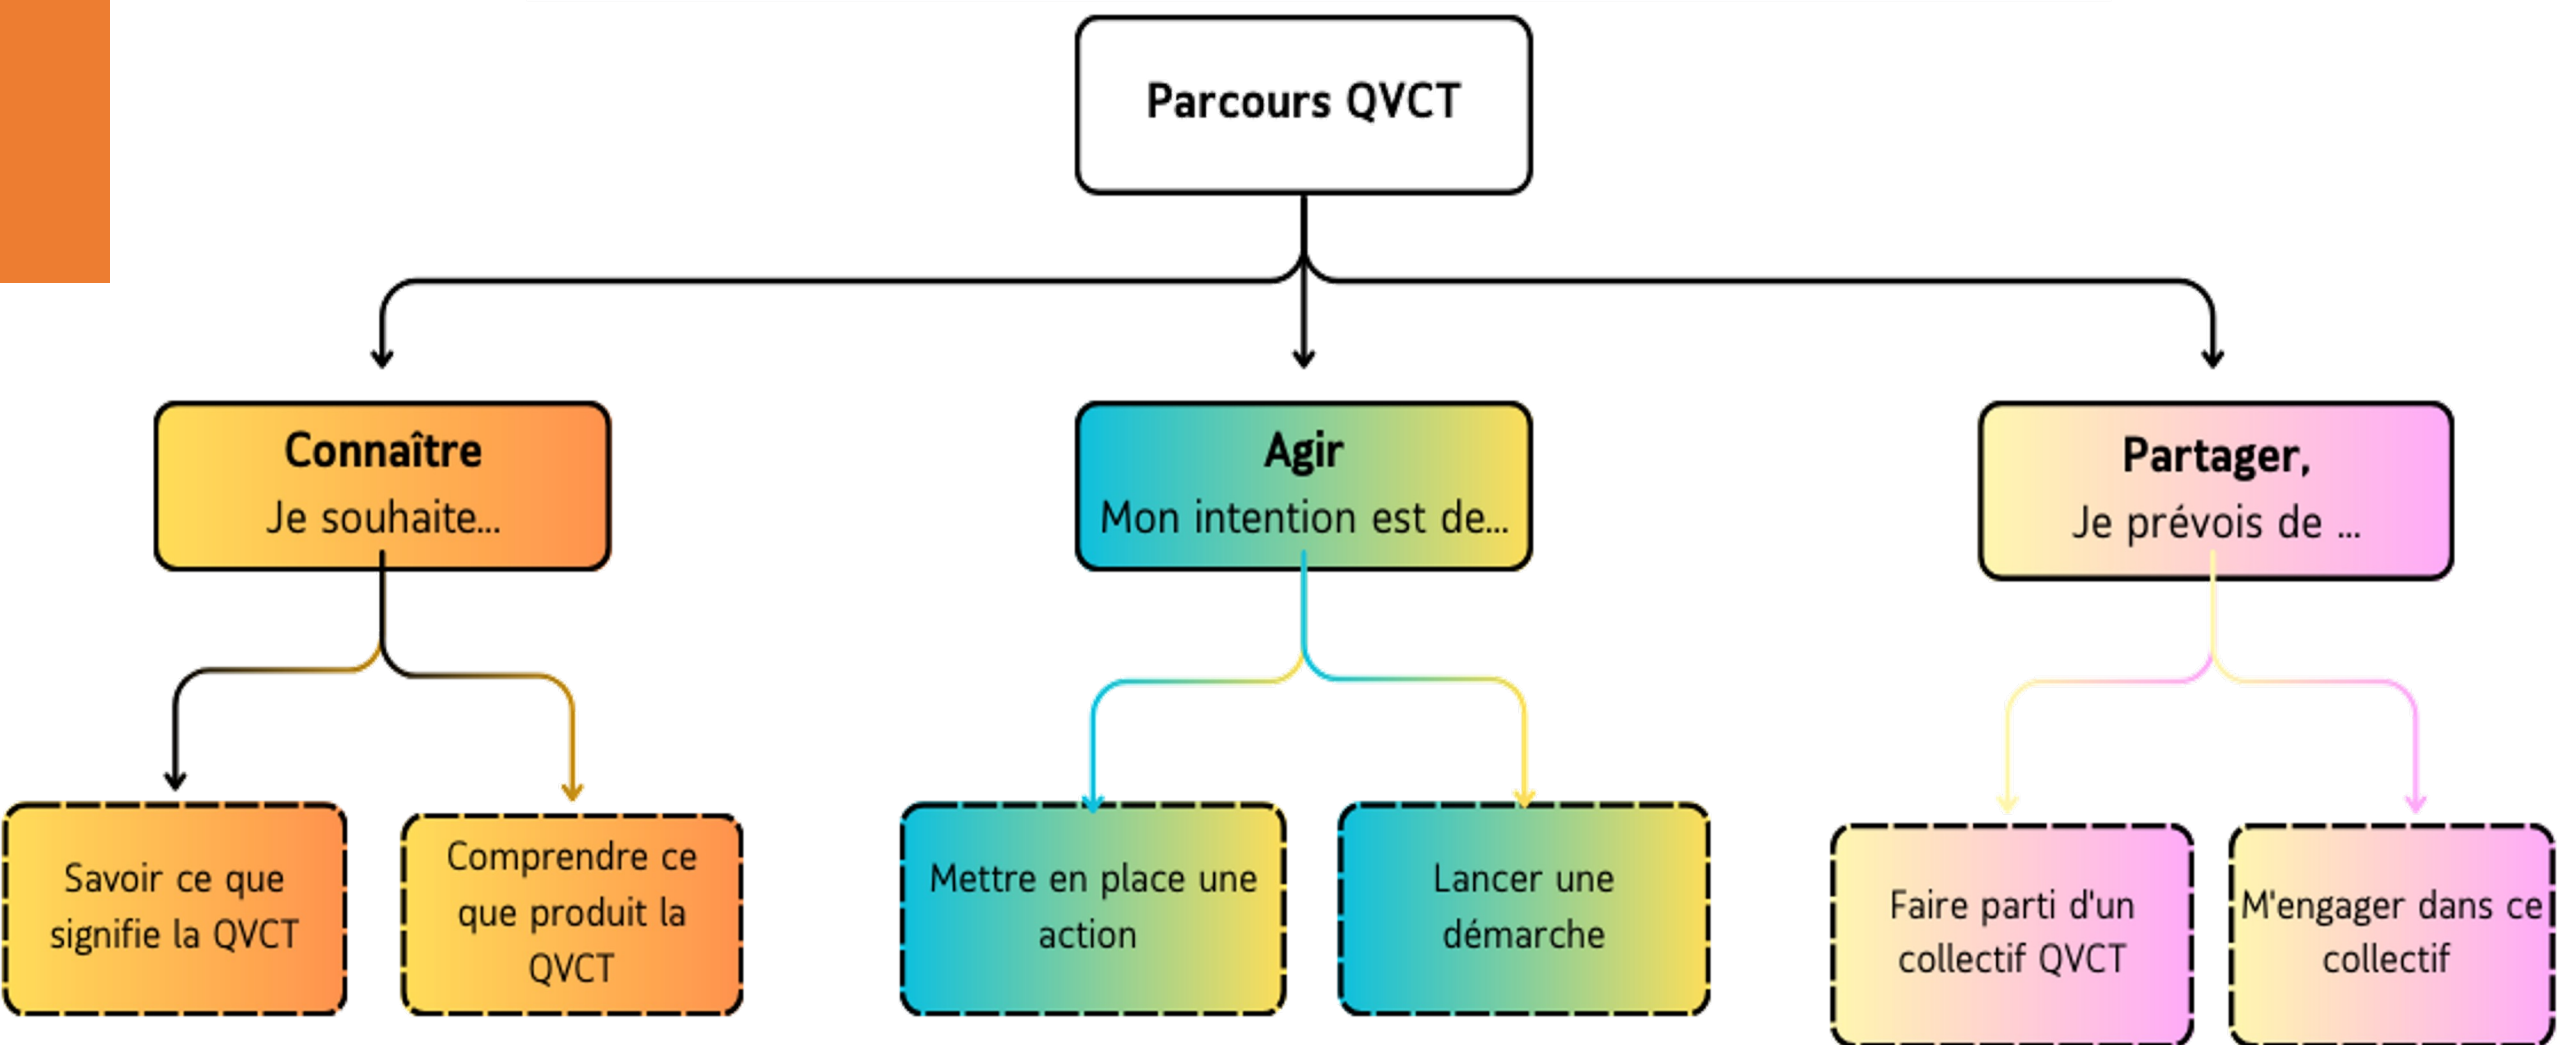 Parcours QVCT
Connaître
Je souhaite...
Agir
Mon intention est de...
Partager,
Je prévois de ...
Savoir ce que
signifie la QVCT
Comprendre ce
que produit la
QVCT
Mettre en place une
action
Lancer une
démarche
Faire parti d'un
collectif QVCT
M'engager dans ce
collectif